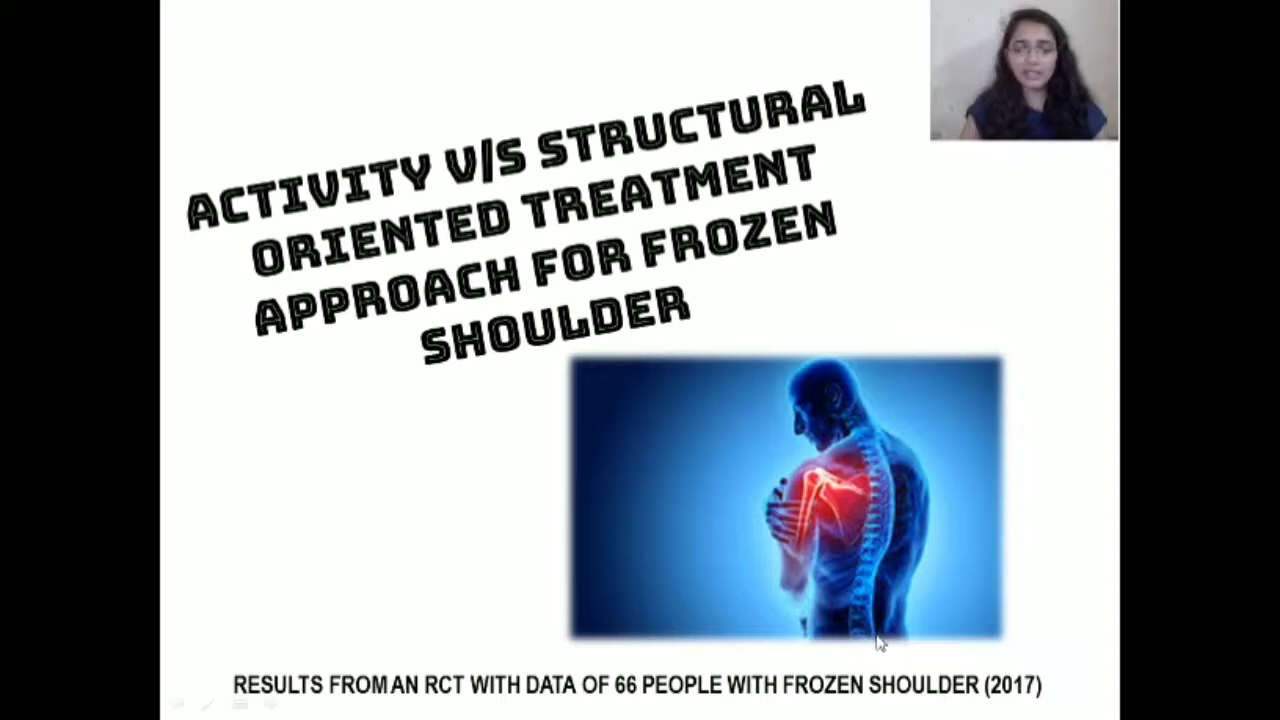 ACTIVITY V/S STRUCTURAL
ORIENTED TREATMENT
APPROACH FOR FROZEN
SHOULDER
RESULTS FROM AN RCT WITH DATA OF 66 PEOPLE WITH FROZEN SHOULDER (2017)